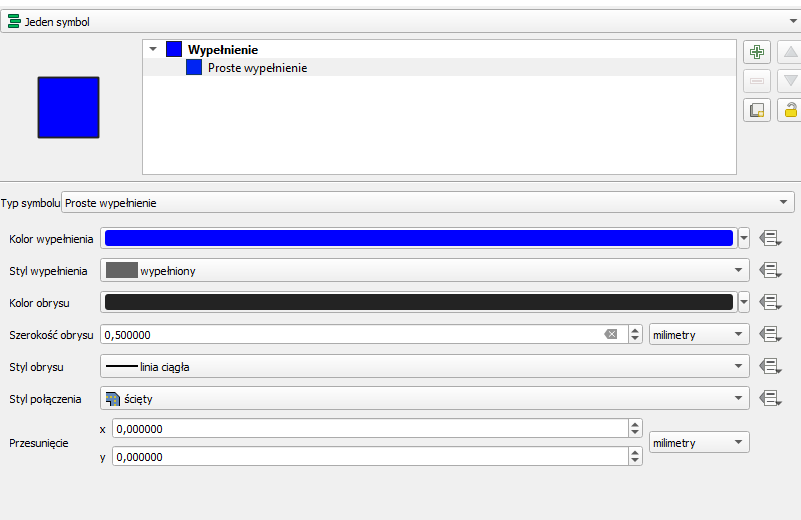 Jeden symbol
Wypełnienie
Proste wypełnienie
Typ symbolu Proste wypełnienie
Kolor wypełnienia
Styl wypełnienia wypełniony
Kolor obrysu
Szerokość obrysu 0,500000 milimetry
Styl obrysu linia ciągła
Styl połączenia ścięty
x 0,000000
Przesunięcie milimetry
y 0,000000